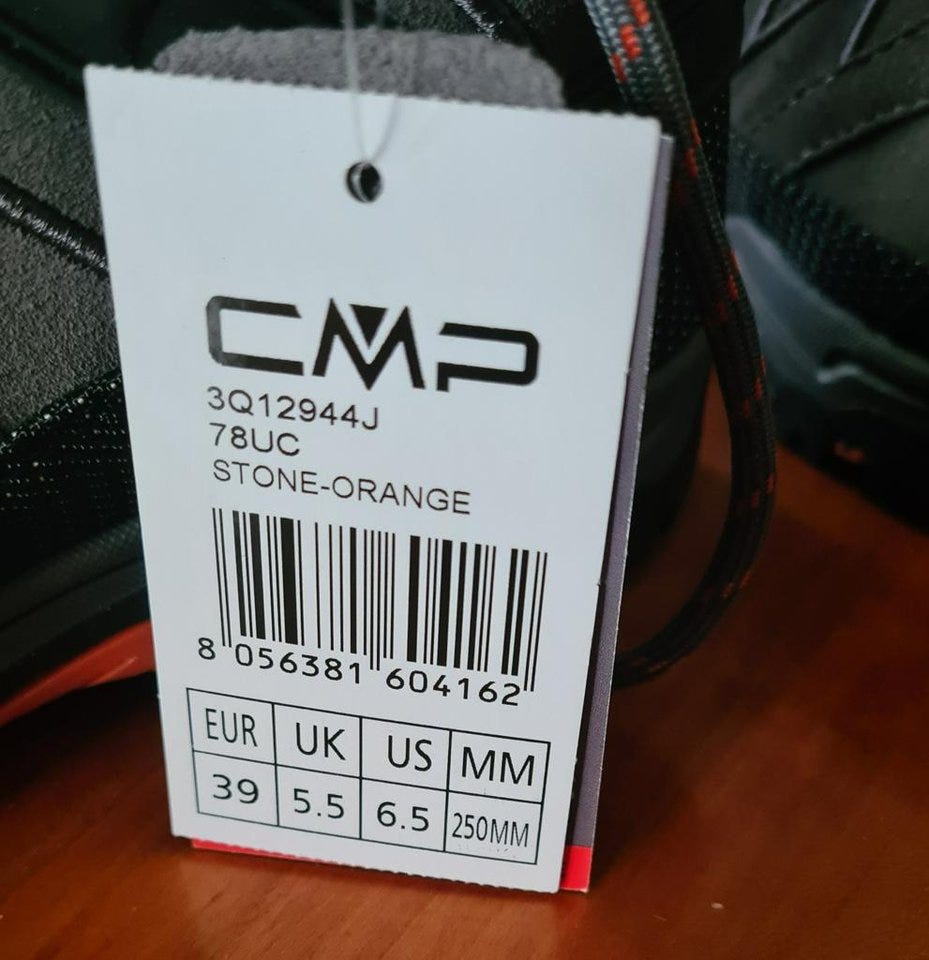 CMP
3Q12944J
78UC
STONE-ORANGE
8 056381 604162
EUR UK US MM
39 5.5 6.5 250MM